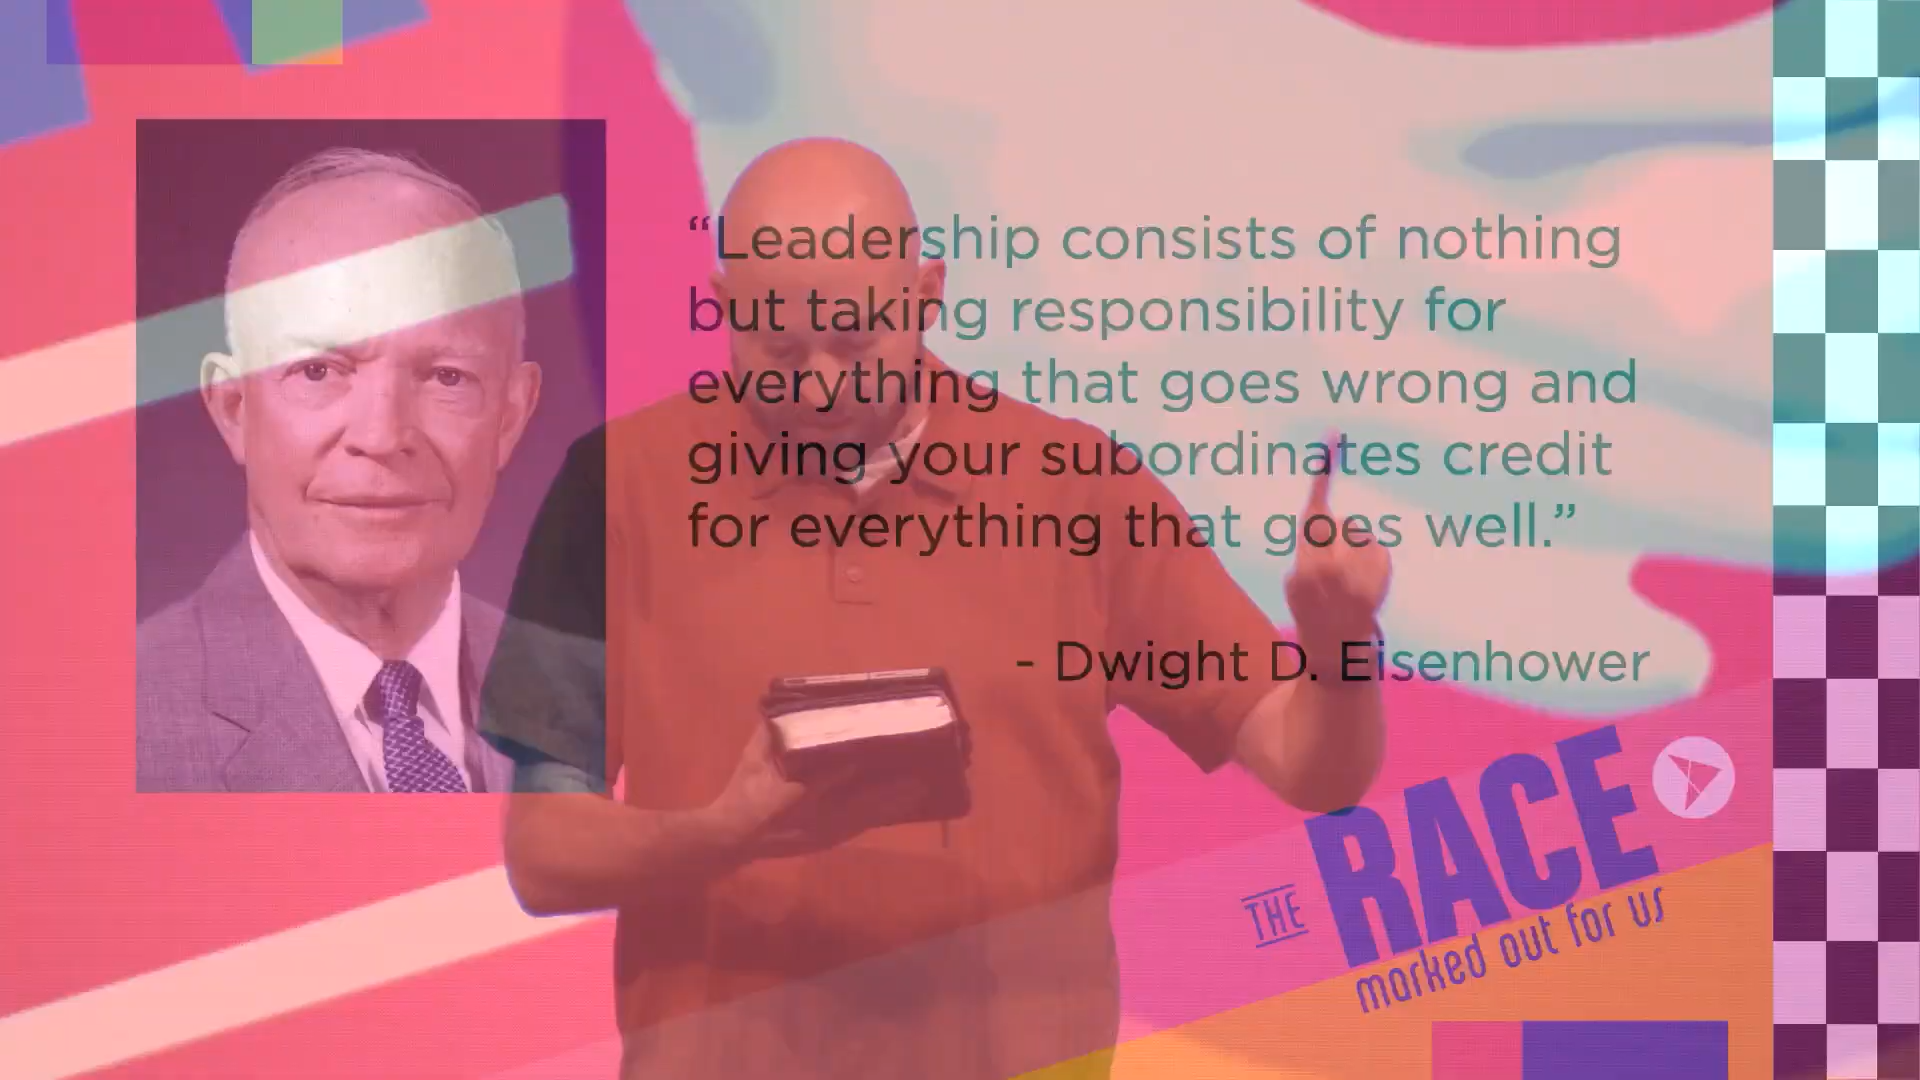 “Leadership consists of nothing
but taking responsibility for
everything that goes wrong and
giving your subordinates credit
for everything that goes well.”
- Dwight D. Eisenhower
THE RACE
marked out for us